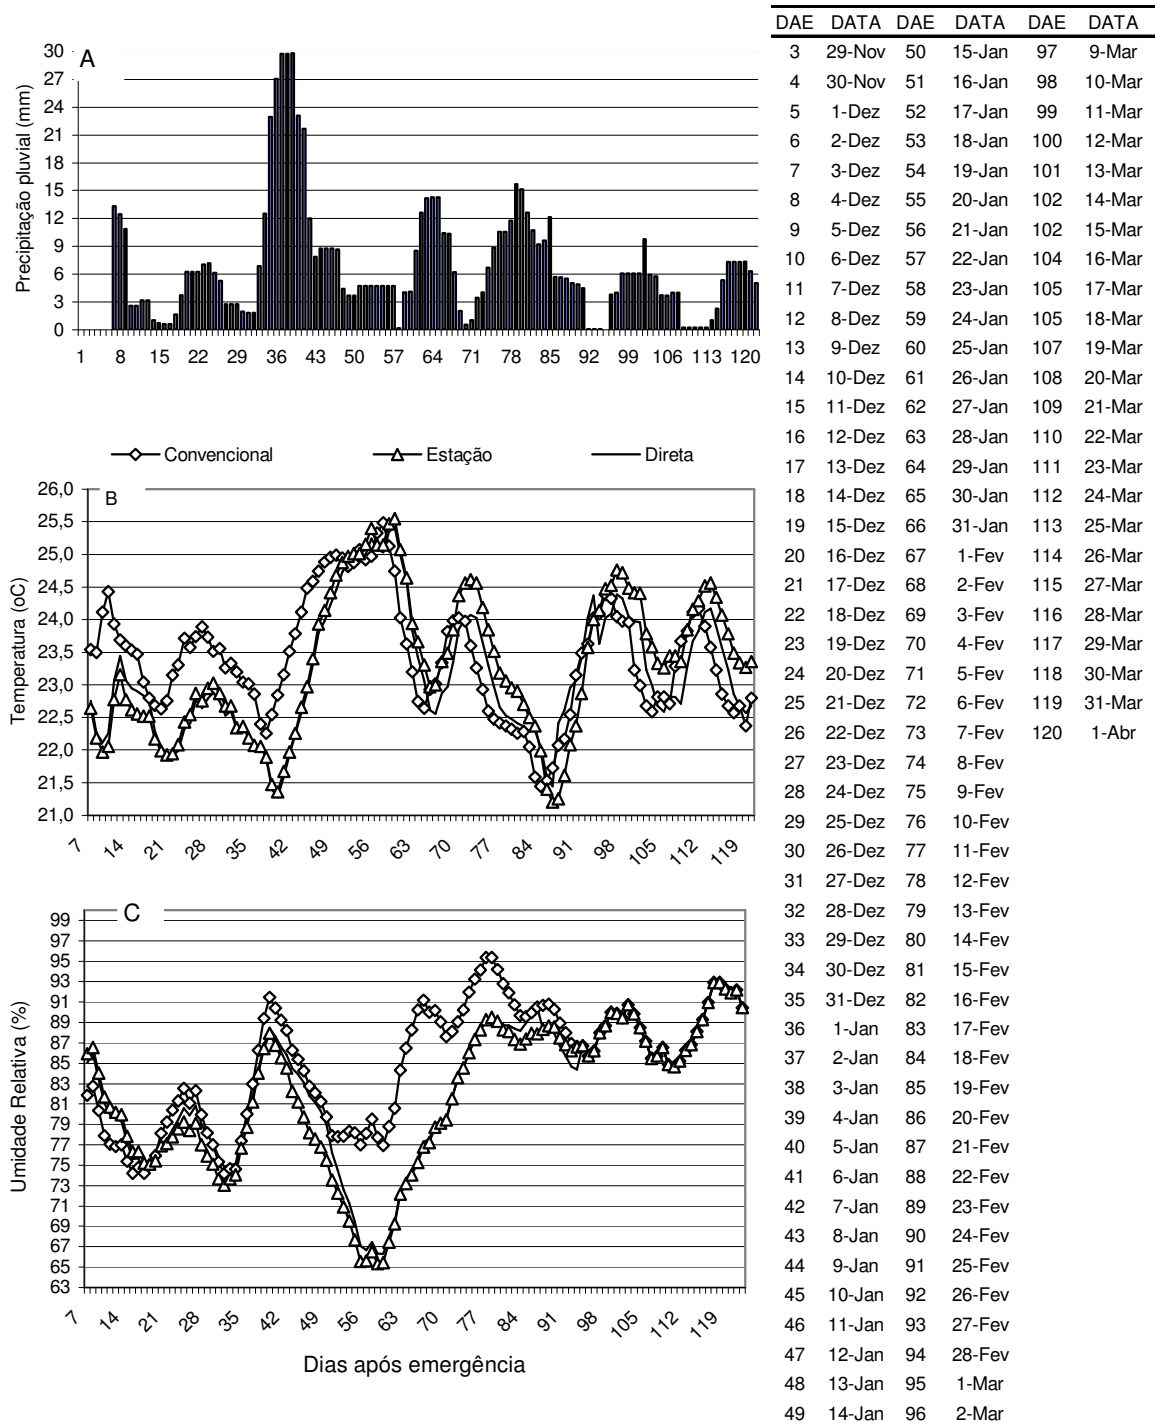 A
Precipitação pluvial (mm)
30
27
24
21
18
15
12
9
6
3
0
1 8 15 22 29 36 43 50 57 64 71 78 85 92 99 106 113 120
Convencional Estação Direta
B
Temperatura (oC)
26,0
25,5
25,0
24,5
24,0
23,5
23,0
22,5
22,0
21,5
21,0
7 14 21 28 35 42 49 56 63 70 77 84 91 98 105 112 119
C
Umidade Relativa (%)
99
97
95
93
91
89
87
85
83
81
79
77
75
73
71
69
67
65
63
7 14 21 28 35 42 49 56 63 70 77 84 91 98 105 112 119
Dias após emergência
DAE DATA DAE DATA DAE DATA
3 29-Nov 50 15-Jan 97 9-Mar
4 30-Nov 51 16-Jan 98 10-Mar
5 1-Dez 52 17-Jan 99 11-Mar
6 2-Dez 53 18-Jan 100 12-Mar
7 3-Dez 54 19-Jan 101 13-Mar
8 4-Dez 55 20-Jan 102 14-Mar
9 5-Dez 56 21-Jan 102 15-Mar
10 6-Dez 57 22-Jan 104 16-Mar
11 7-Dez 58 23-Jan 105 17-Mar
12 8-Dez 59 24-Jan 105 18-Mar
13 9-Dez 60 25-Jan 107 19-Mar
14 10-Dez 61 26-Jan 108 20-Mar
15 11-Dez 62 27-Jan 109 21-Mar
16 12-Dez 63 28-Jan 110 22-Mar
17 13-Dez 64 29-Jan 111 23-Mar
18 14-Dez 65 30-Jan 112 24-Mar
19 15-Dez 66 31-Jan 113 25-Mar
20 16-Dez 67 1-Fev 114 26-Mar
21 17-Dez 68 2-Fev 115 27-Mar
22 18-Dez 69 3-Fev 116 28-Mar
23 19-Dez 70 4-Fev 117 29-Mar
24 20-Dez 71 5-Fev 118 30-Mar
25 21-Dez 72 6-Fev 119 31-Mar
26 22-Dez 73 7-Fev 120 1-Abr
27 23-Dez 74 8-Fev
28 24-Dez 75 9-Fev
29 25-Dez 76 10-Fev
30 26-Dez 77 11-Fev
31 27-Dez 78 12-Fev
32 28-Dez 79 13-Fev
33 29-Dez 80 14-Fev
34 30-Dez 81 15-Fev
35 31-Dez 82 16-Fev
36 1-Jan 83 17-Fev
37 2-Jan 84 18-Fev
38 3-Jan 85 19-Fev
39 4-Jan 86 20-Fev
40 5-Jan 87 21-Fev
41 6-Jan 88 22-Fev
42 7-Jan 89 23-Fev
43 8-Jan 90 24-Fev
44 9-Jan 91 25-Fev
45 10-Jan 92 26-Fev
46 11-Jan 93 27-Fev
47 12-Jan 94 28-Fev
48 13-Jan 95 1-Mar
49 14-Jan 96 2-Mar